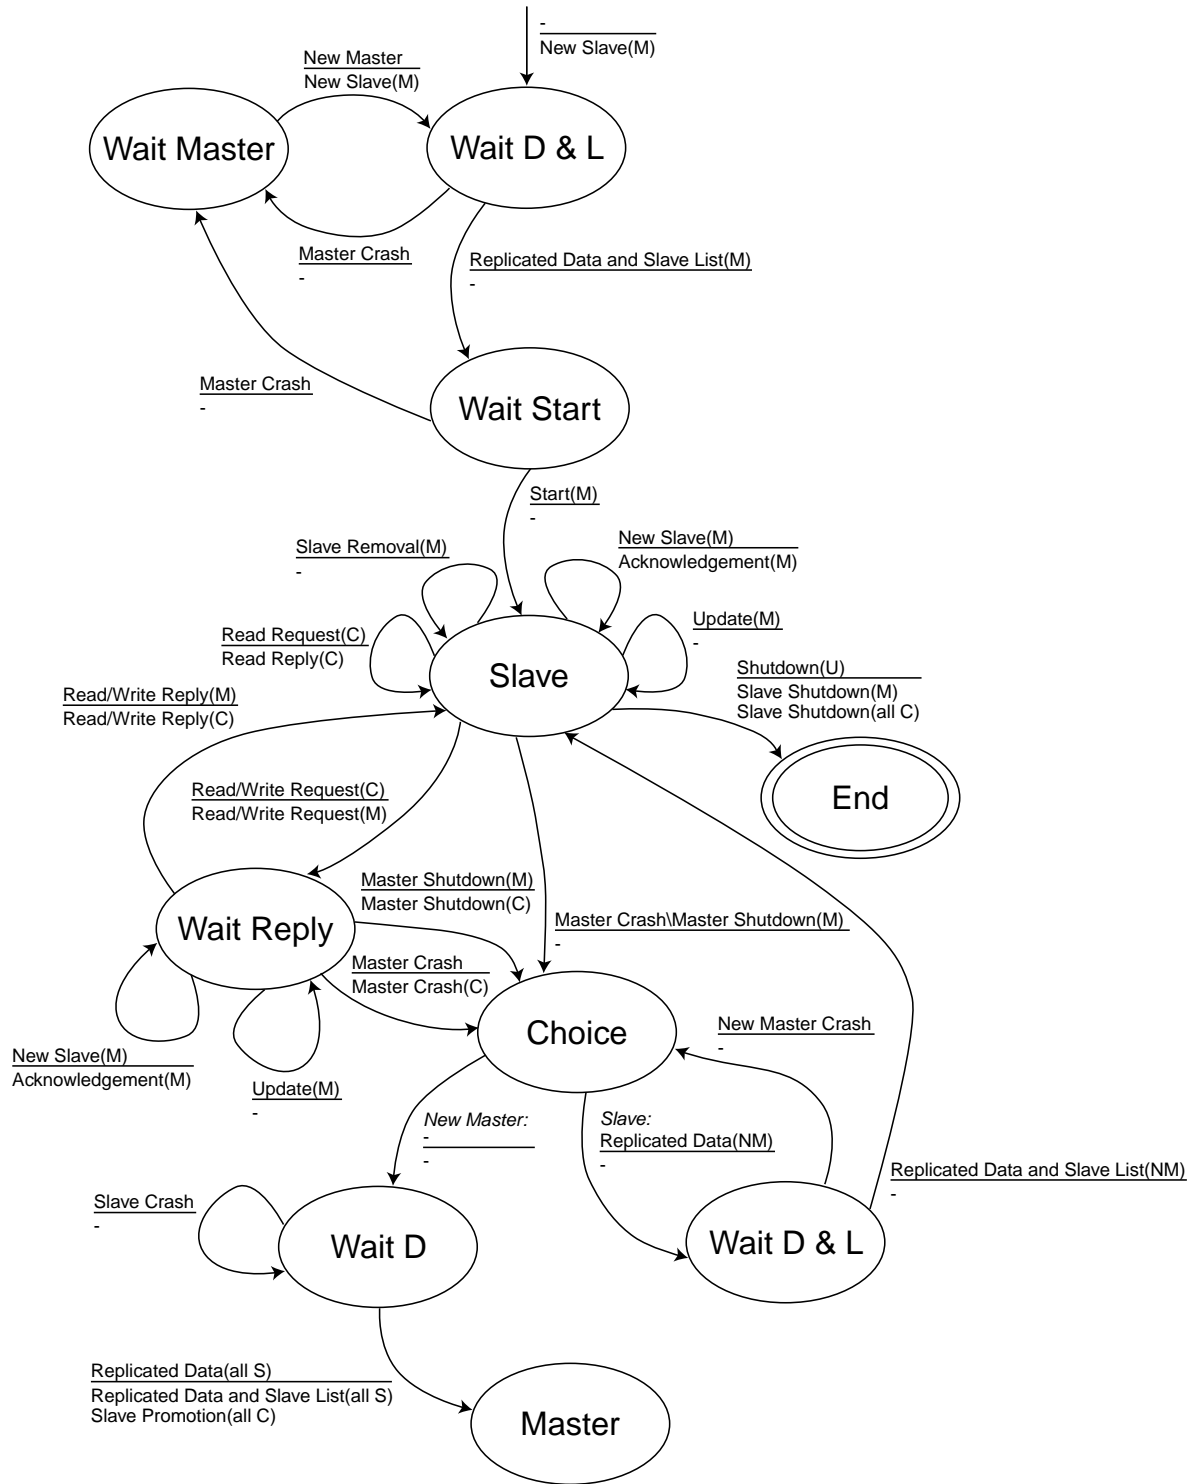 -
New Slave(M)
New Master
New Slave(M)
Wait Master
Wait D & L
Master Crash
-
Replicated Data and Slave List(M)
-
Master Crash
-
Wait Start
Start(M)
-
Slave Removal(M)
-
New Slave(M)
Acknowledgement(M)
Read Request(C)
Read Reply(C)
Update(M)
-
Slave
Shutdown(U)
Slave Shutdown(M)
Slave Shutdown(all C)
Read/Write Reply(M)
Read/Write Reply(C)
End
Read/Write Request(C)
Read/Write Request(M)
Master Shutdown(M)
Master Shutdown(C)
Wait Reply
Master Crash\Master Shutdown(M)
-
Master Crash
Master Crash(C)
Choice
New Master Crash
-
New Slave(M)
Acknowledgement(M)
Update(M)
-
New Master:
-
-
Slave:
Replicated Data(NM)
-
Replicated Data and Slave List(NM)
-
Slave Crash
-
Wait D
Wait D & L
Replicated Data(all S)
Replicated Data and Slave List(all S)
Slave Promotion(all C)
Master